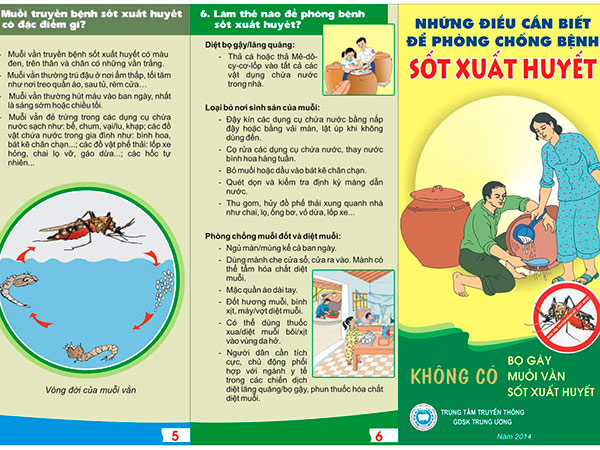 Muỗi truyền bệnh sốt xuất huyết
có đặc điểm gì?
- Muỗi vằn truyền bệnh sốt xuất huyết có màu
đen, trên thân và chân có những vằn trắng.
- Muỗi vằn thường trú đậu ở nơi ẩm thấp, tối tăm
như nơi treo quần áo, sau tủ, rèm cửa...
- Muỗi vằn thường hút máu vào ban ngày, nhất
là sáng sớm hoặc chiều tối.
- Muỗi vằn đẻ trứng trong các dụng cụ chứa
nước sạch như: bể, chum, vại/lu, khạp; các đồ
vật chứa nước trong gia đình như: bình hoa,
bát kê chân chạn...; các đồ vật phế thải: lốp xe
hỏng, chai lọ vỡ, gáo dừa...; các hốc tự
nhiên...
Vòng đời của muỗi vằn
5
6. Làm thế nào để phòng bệnh
sốt xuất huyết?
Diệt bọ gậy/lăng quăng:
- Thả cá hoặc thả Mê-dô-
cy-cơ-lốp vào tất cả các
vật dụng chứa nước
trong nhà.
Loại bỏ nơi sinh sản của muỗi:
- Đậy kín các dụng cụ chứa nước bằng nắp
đậy hoặc bằng vải màn, lật úp khi không
dùng đến.
- Cọ rửa các dụng cụ chứa nước, thay nước
bình hoa hàng tuần.
- Bỏ muối hoặc dầu vào bát kê chân chạn.
- Quét dọn và kiểm tra định kỳ máng dẫn
nước.
- Thu gom, hủy đồ phế thải xung quanh nhà
như chai, lọ, ống bơ, vỏ dừa, lốp xe...
Phòng chống muỗi đốt và diệt muỗi:
- Ngủ màn/mùng kể cả ban ngày.
- Dùng mành che cửa sổ, cửa ra vào. Mành có
thể tẩm hóa chất diệt
muỗi.
- Mặc quần áo dài tay.
- Đốt hương muỗi, bình
xịt, máy/vợt diệt muỗi.
- Có thể dùng thuốc
xua/diệt muỗi bôi/xịt
vào vùng da hở.
- Người dân cần tích
cực, chủ động phối
hợp với ngành y tế
trong các chiến dịch
diệt lăng quăng/bọ gậy, phun thuốc hóa chất
diệt muỗi.
6
NHỮNG ĐIỀU CẦN BIẾT
ĐỂ PHÒNG CHỐNG BỆNH
SỐT XUẤT HUYẾT
KHÔNG CÓ
BỌ GẬY
MUỖI VẰN
SỐT XUẤT HUYẾT
TRUNG TÂM TRUYỀN THÔNG
GDSK TRUNG ƯƠNG
Năm 2014